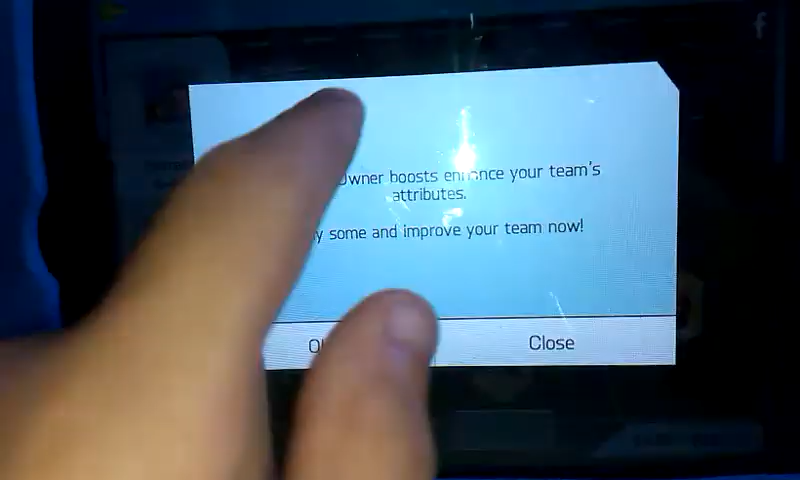 Owner boosts enhance your team's
attributes.
some and improve your team now!
Close
f